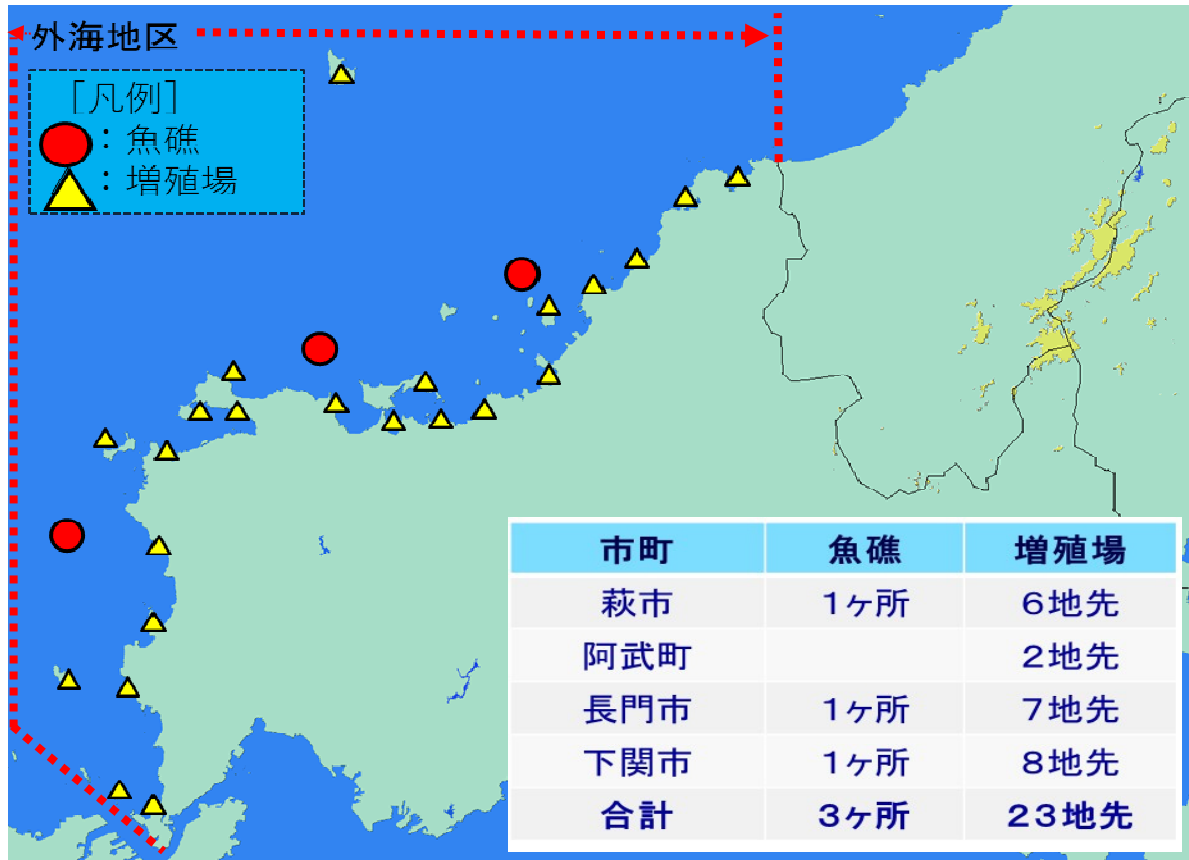 外海地区
［凡例］
：魚礁
：増殖場
市町 魚礁 増殖場
萩市 1ヶ所 6地先
阿武町 2地先
長門市 1ヶ所 7地先
下関市 1ヶ所 8地先
合計 3ヶ所 23地先